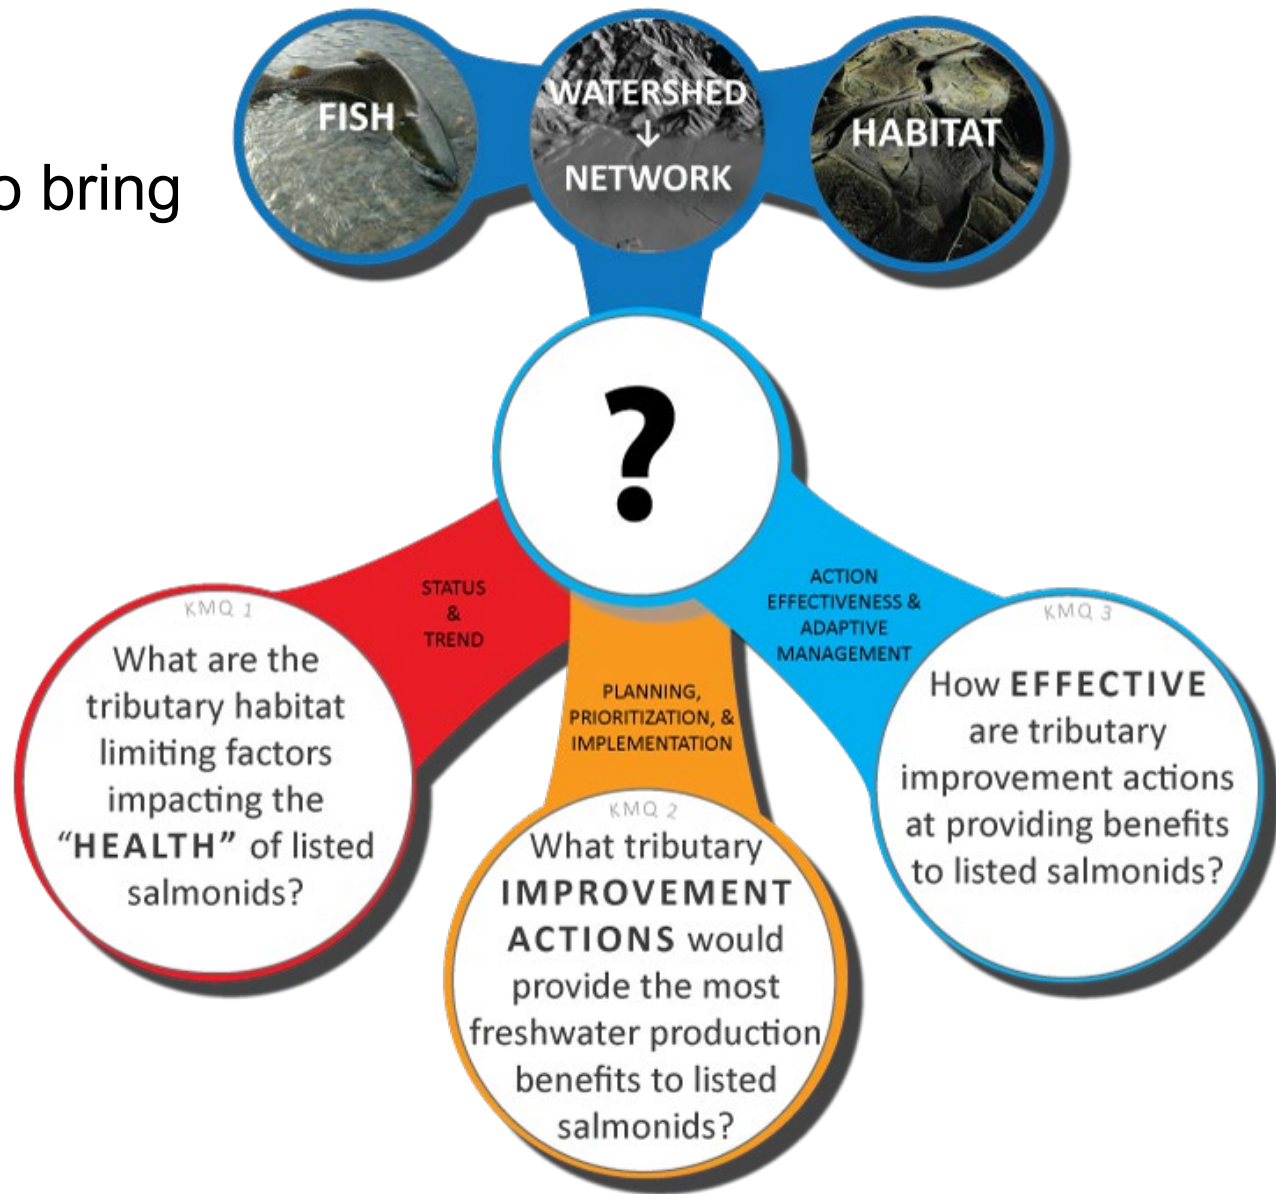 FISH
WATERSHED
↓
NETWORK
HABITAT
o bring
?
STATUS
&
TREND
ACTION
EFFECTIVENESS &
ADAPTIVE
MANAGEMENT
PLANNING,
PRIORITIZATION, &
IMPLEMENTATION
KMQ 1
What are the
tributary habitat
limiting factors
impacting the
“HEALTH” of listed
salmonids?
KMQ 2
What tributary
IMPROVEMENT
ACTIONS would
provide the most
freshwater production
benefits to listed
salmonids?
KMQ 3
How EFFECTIVE
are tributary
improvement actions
at providing benefits
to listed salmonids?